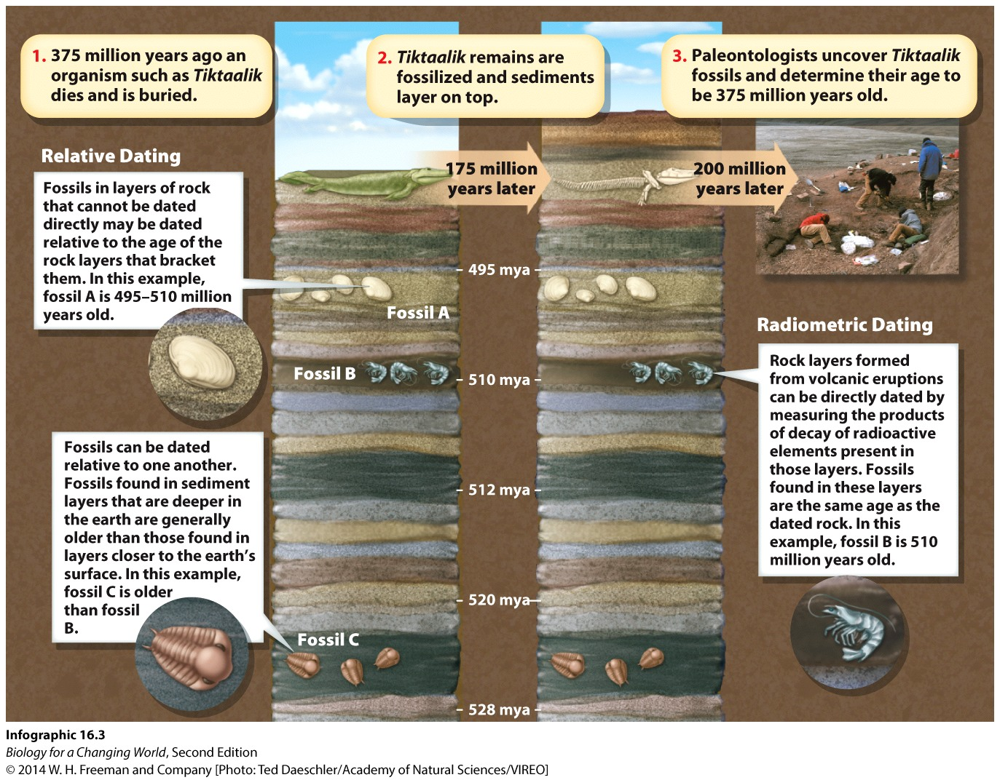 1. 375 million years ago an
organism such as Tiktaalik
dies and is buried.
2. Tiktaalik remains are
fossilized and sediments
layer on top.
3. Paleontologists uncover Tiktaalik
fossils and determine their age to
be 375 million years old.
Relative Dating
Fossils in layers of rock
that cannot be dated
directly may be dated
relative to the age of the
rock layers that bracket
them. In this example,
fossil A is 495–510 million
years old.
175 million
years later
200 million
years later
495 mya
Fossil A
Fossil B
510 mya
512 mya
520 mya
Fossil C
528 mya
Fossils can be dated
relative to one another.
Fossils found in sediment
layers that are deeper in
the earth are generally
older than those found in
layers closer to the earth's
surface. In this example,
fossil C is older
than fossil
B.
Radiometric Dating
Rock layers formed
from volcanic eruptions
can be directly dated by
measuring the products
of decay of radioactive
elements present in
those layers. Fossils
found in these layers
are the same age as the
dated rock. In this
example, fossil B is 510
million years old.
Infographic 16.3
Biology for a Changing World, Second Edition
© 2014 W. H. Freeman and Company [Photo: Ted Daeschler/Academy of Natural Sciences/VIREO]